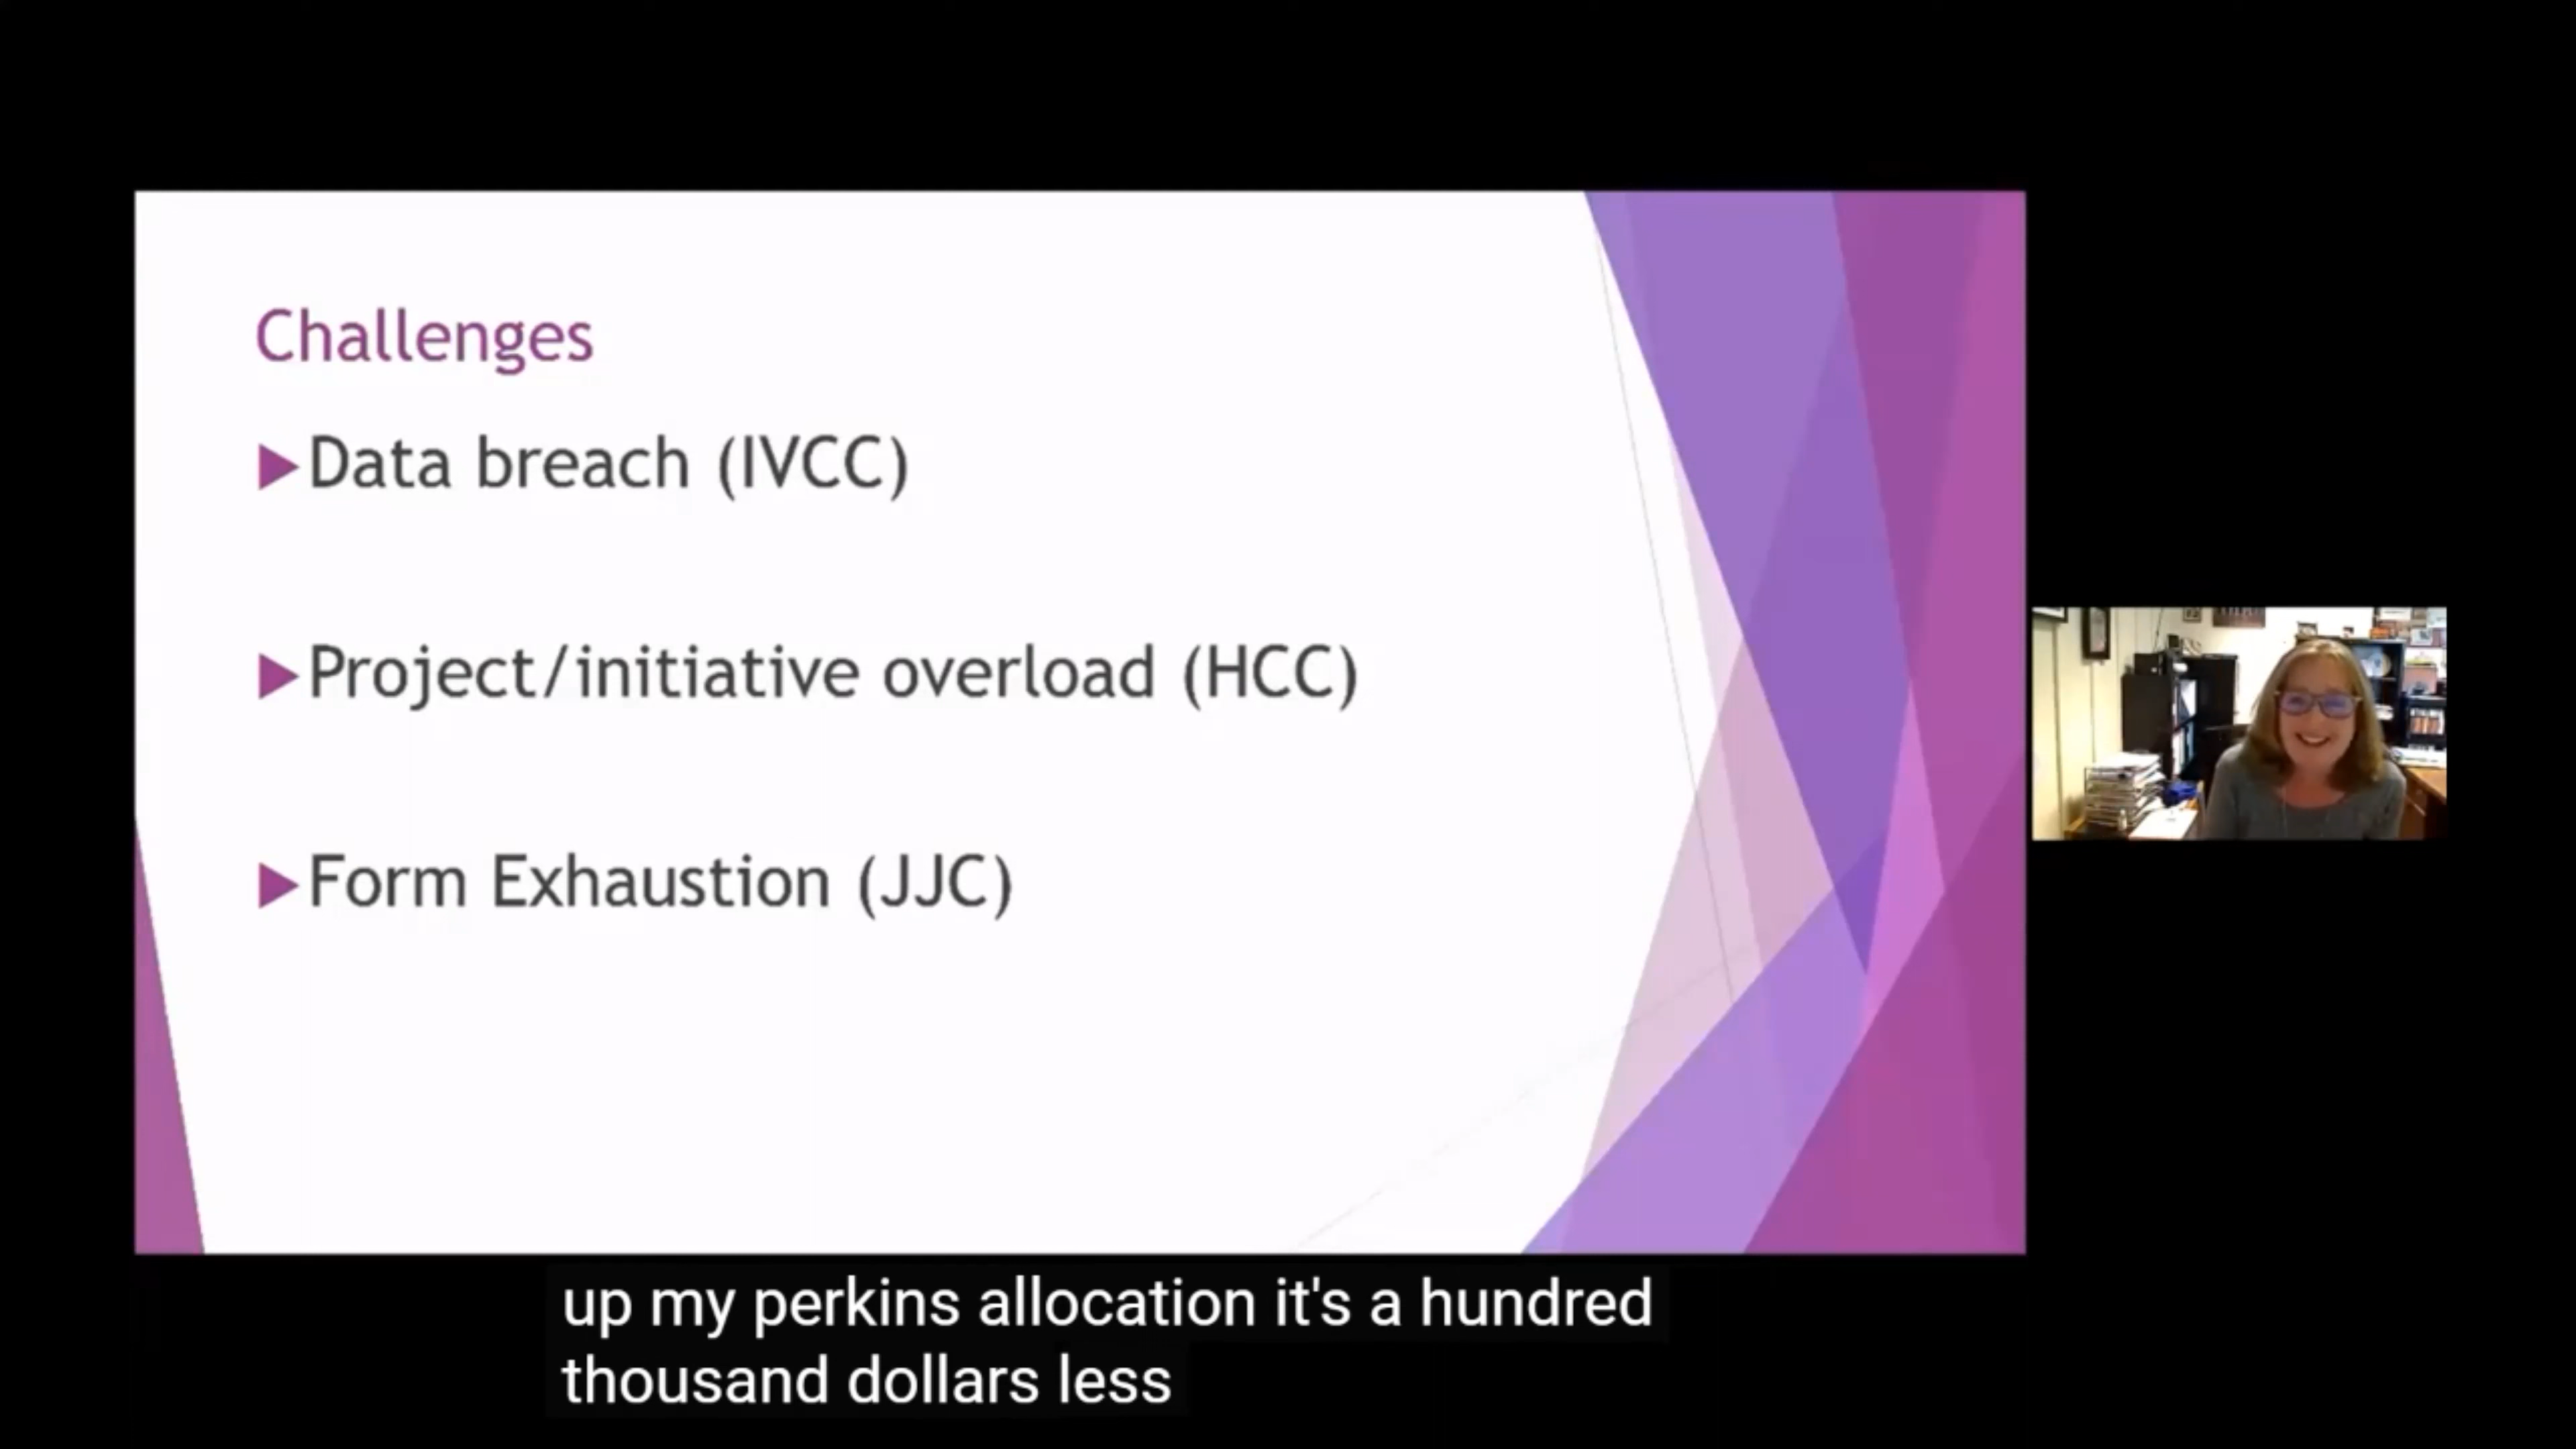 Challenges
Data breach (IVCC)
Project/initiative overload (HCC)
Form Exhaustion (JJC)
up my perkins allocation it's a hundred
thousand dollars less